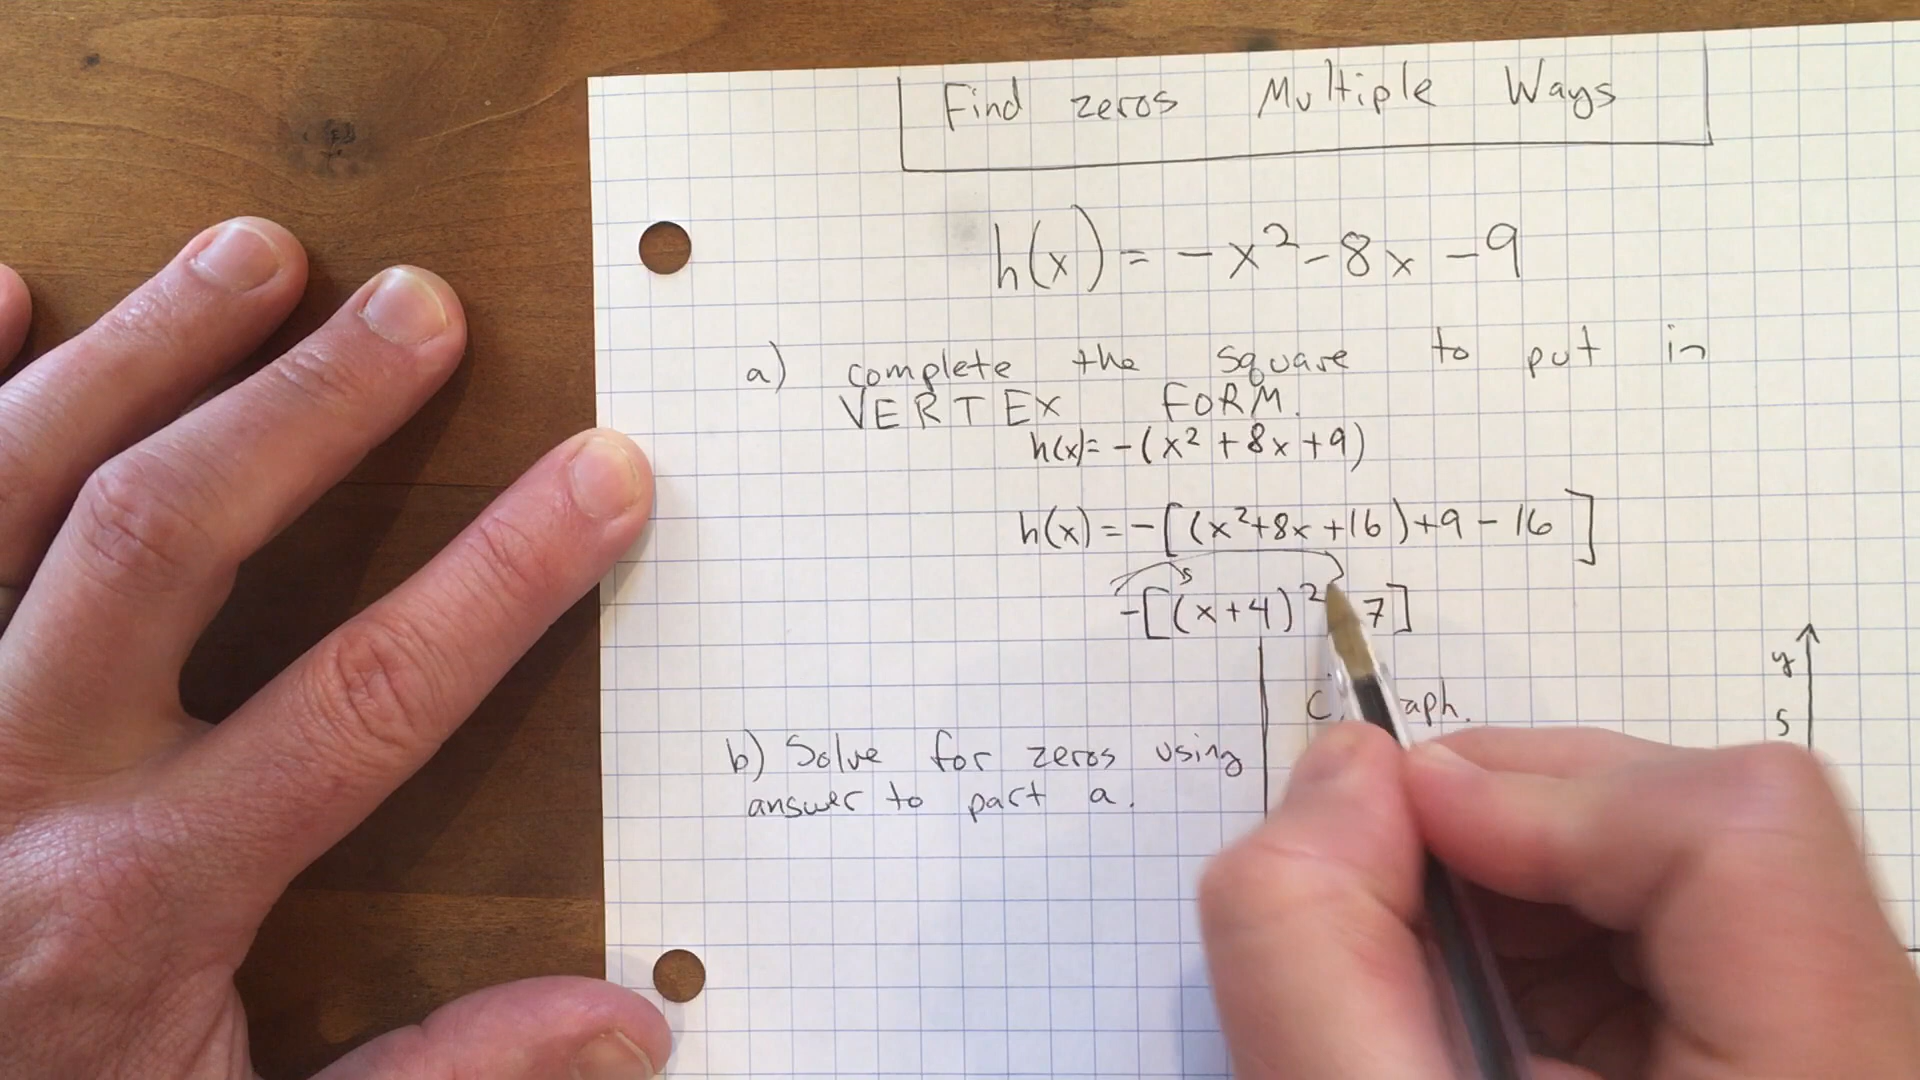 Find zeros Multiple Ways
h(x) = -x² - 8x - 9
a) complete the square to put in
VERTEX FORM.
h(x)= -(x² + 8x + 9)
h(x) = -[(x²+8x+16)+9-16]
-[(x+4)² 7]
y
5
b) Solve for zeros using
answer to part a.